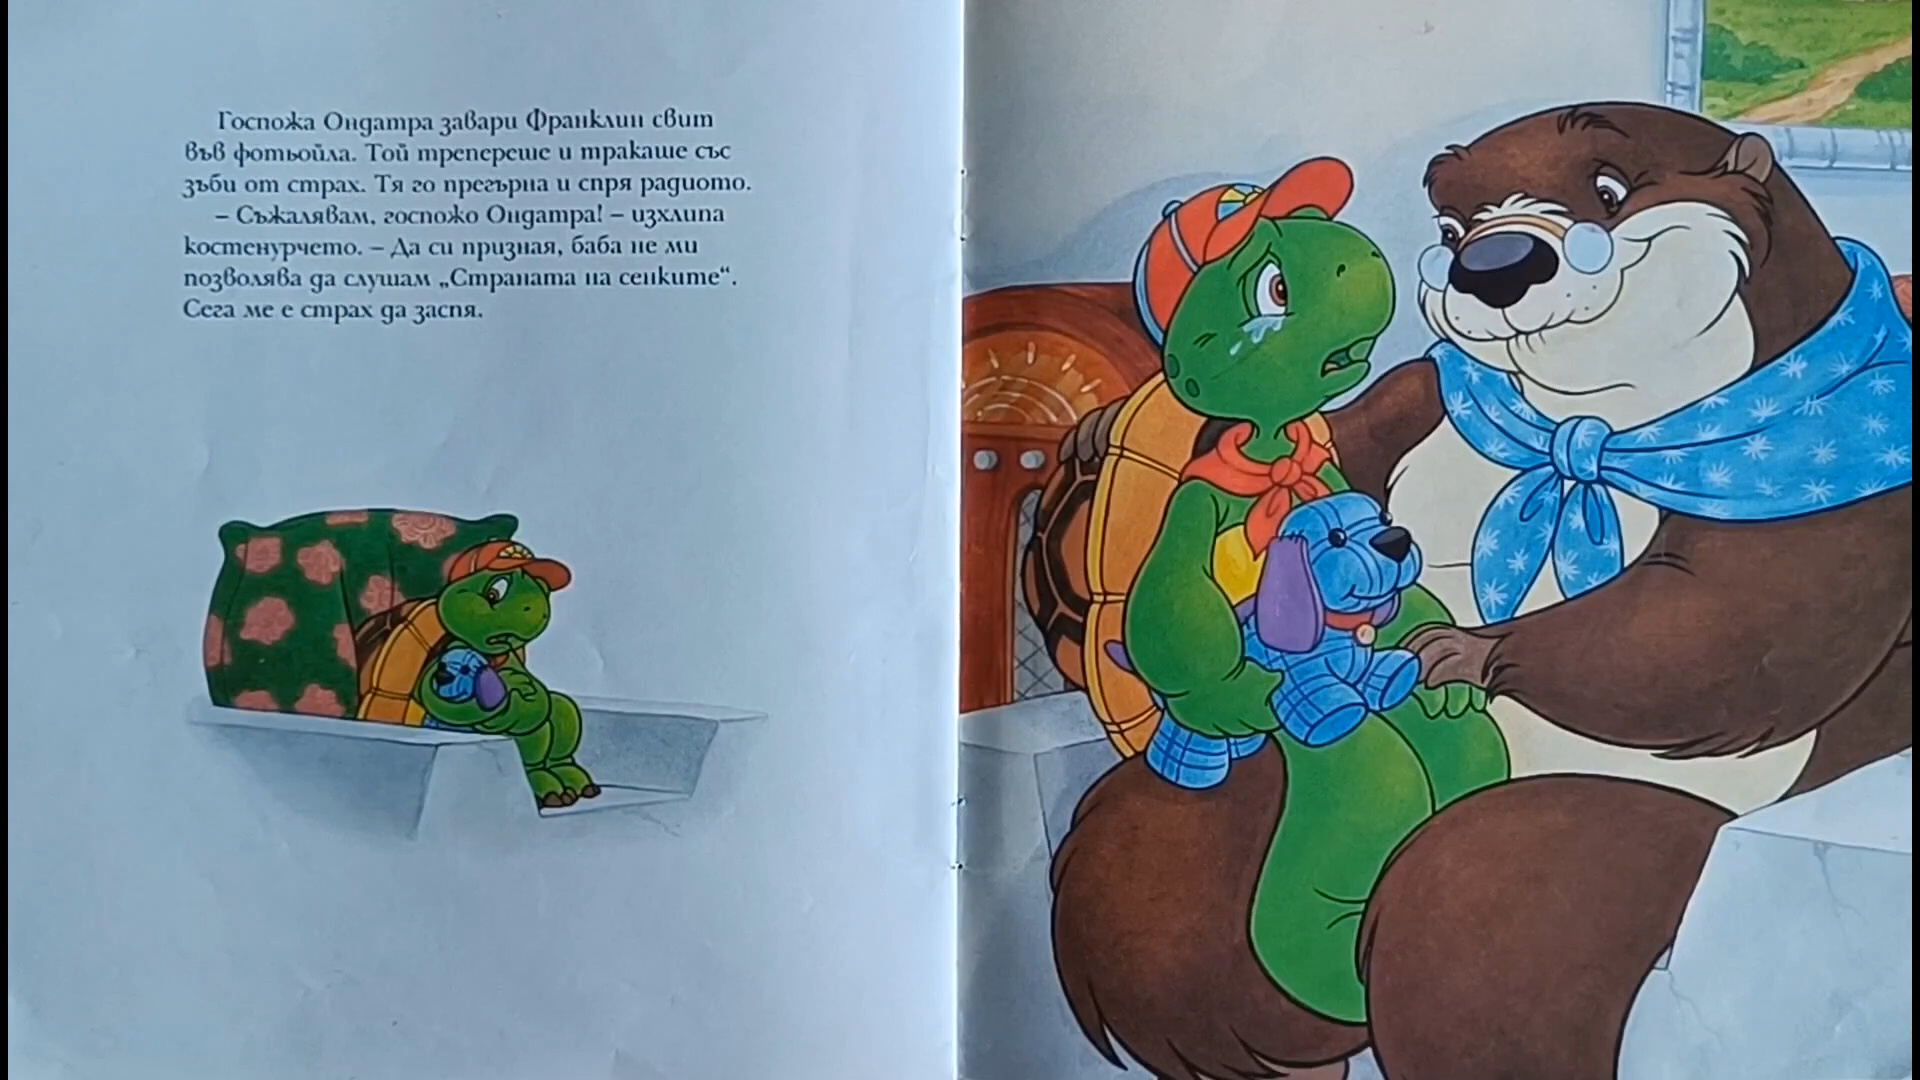 Госпожа Ондатра завари Франклин свит
във фотьойла. Той трепереше и тракаше със
зъби от страх. Тя го прегърна и спря радиото.
– Съжалявам, госпожо Ондатра! – изхлипа
костенурчето. – Да си призная, баба не ми
позволява да слушам „Страната на сенките“.
Сега ме е страх да заспя.